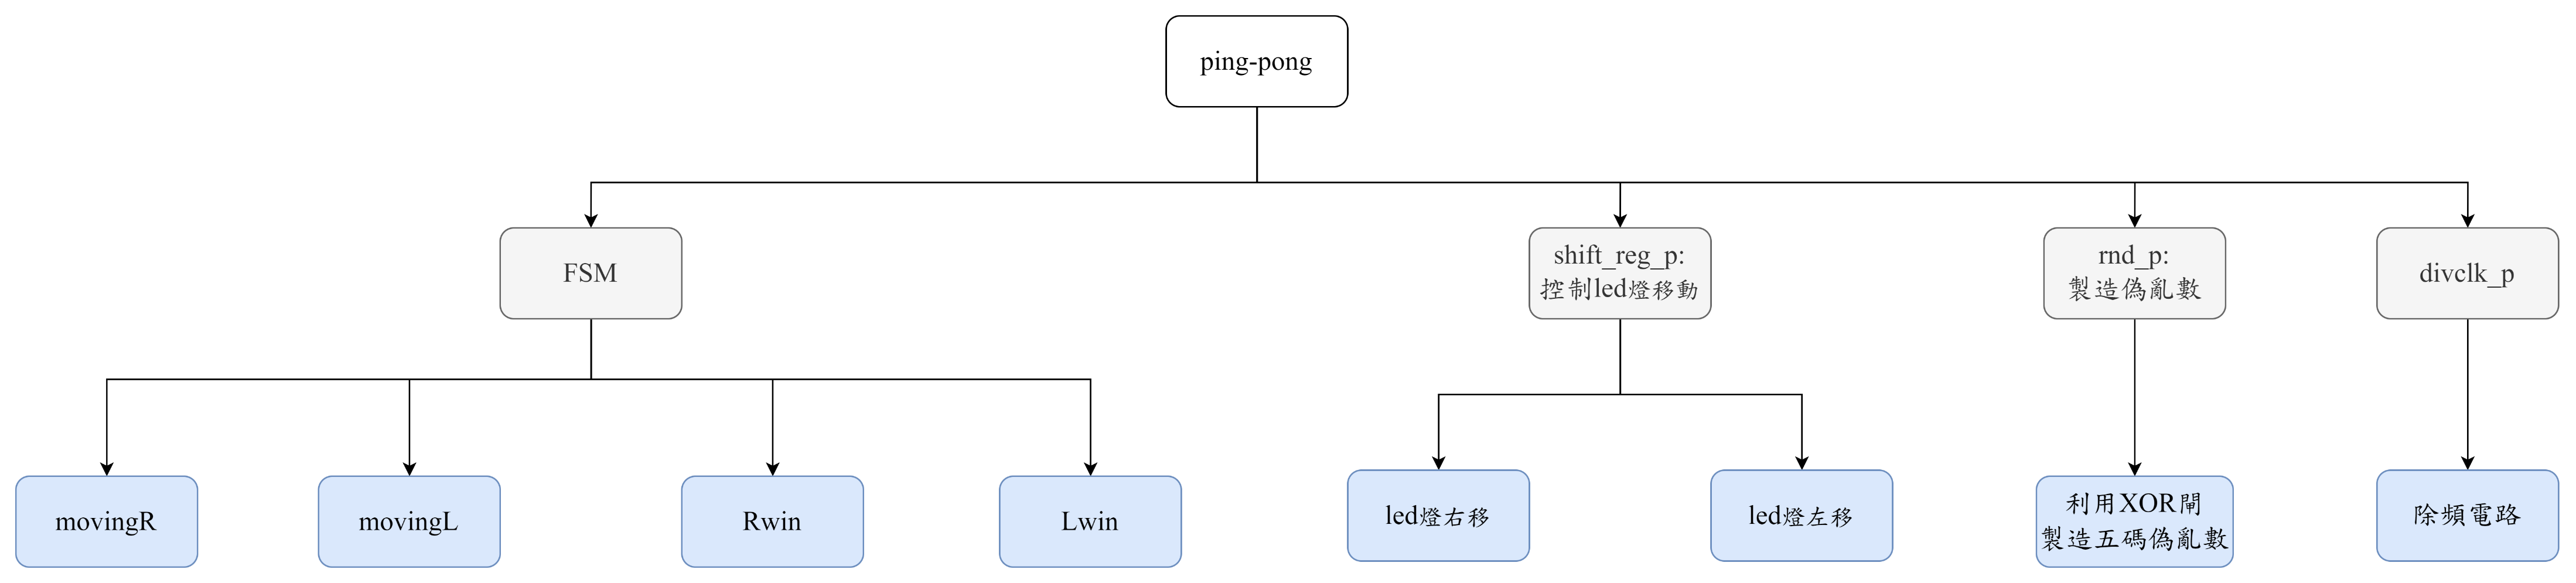 ping-pong
FSM
shift_reg_p:
控制led燈移動
rnd_p:
製造偽亂數
divclk_p
movingR
movingL
Rwin
Lwin
led燈右移
led燈左移
利用XOR閘
製造五碼偽亂數
除頻電路